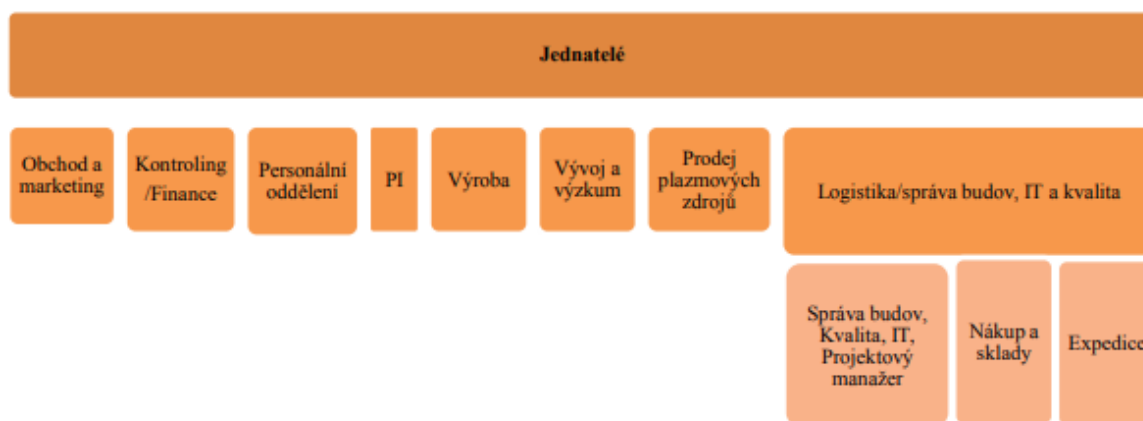 Jednatelé
Obchod a
marketing
Kontroling
/Finance
Personální
oddělení
PI
Výroba
Vývoj a
výzkum
Prodej
plazmových
zdrojů
Logistika/správa budov, IT a kvalita
Správa budov,
Kvalita, IT,
Projektový
manažer
Nákup a
sklady
Expedice